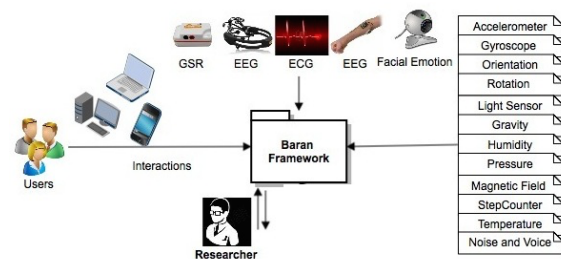 GSR EEG ECG EEG Facial Emotion
Users
Interactions
Baran
Framework
Researcher
Accelerometer
Gyroscope
Orientation
Rotation
Light Sensor
Gravity
Humidity
Pressure
Magnetic Field
StepCounter
Temperature
Noise and Voice